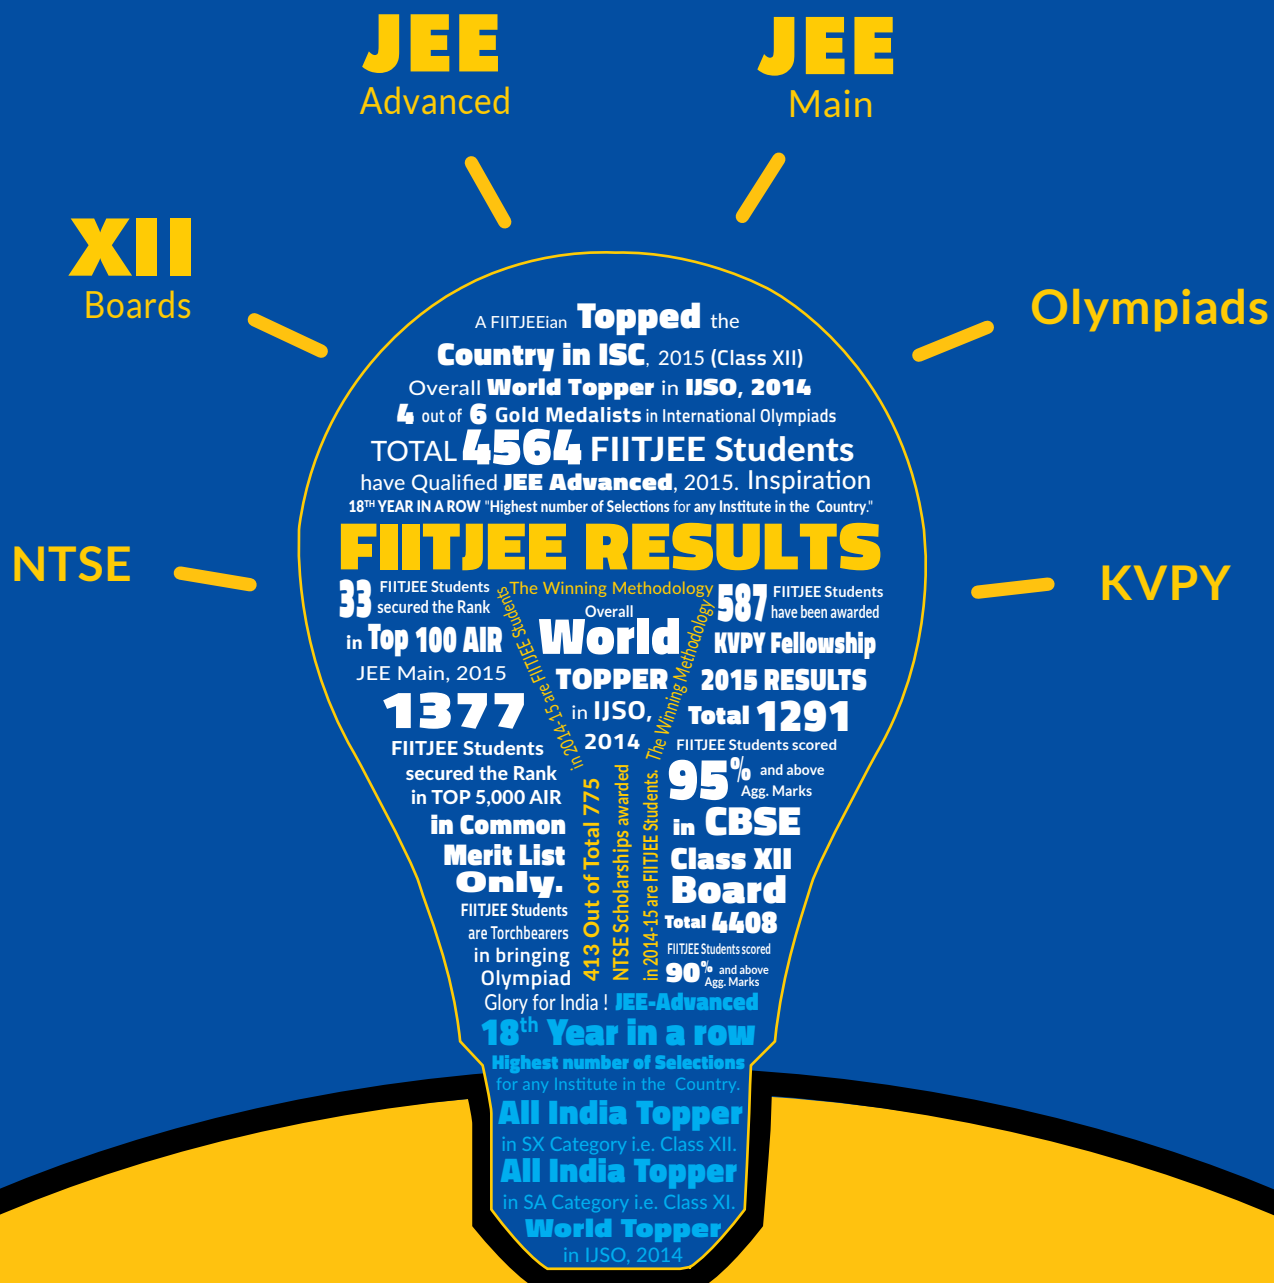 JEE
Advanced
JEE
Main
XII
Boards
Olympiads
NTSE
KVPY
A FIITJEEian Topped the
Country in ISC, 2015 (Class XII)
Overall World Topper in IJSO, 2014
4 out of 6 Gold Medalists in International Olympiads
TOTAL 4564 FIITJEE Students
have Qualified JEE Advanced, 2015. Inspiration
18TH YEAR IN A ROW "Highest number of Selections for any Institute in the Country."
FIITJEE RESULTS
33 FIITJEE Students
secured the Rank
in Top 100 AIR
JEE Main, 2015
1377
FIITJEE Students
secured the Rank
in TOP 5,000 AIR
in Common
Merit List
Only.
FIITJEE Students
are Torchbearers
in bringing
Olympiad
Glory for India !
The Winning Methodology
Overall
World
TOPPER
in IJSO,
2014
in 2014-15 are FIITJEE Students
The Winning Methodology
413 Out of Total 775
NTSE Scholarships awarded
in 2014-15 are FIITJEE Students.
587 FIITJEE Students
have been awarded
KVPY Fellowship
2015 RESULTS
Total 1291
FIITJEE Students scored
95% and above
Agg. Marks
in CBSE
Class XII
Board
Total 4408
FIITJEE Students scored
90% and above
Agg. Marks
JEE-Advanced
18th Year in a row
Highest number of Selections
for any Institute in the Country.
All India Topper
in SX Category i.e. Class XII.
All India Topper
in SA Category i.e. Class XI.
World Topper
in IJSO, 2014